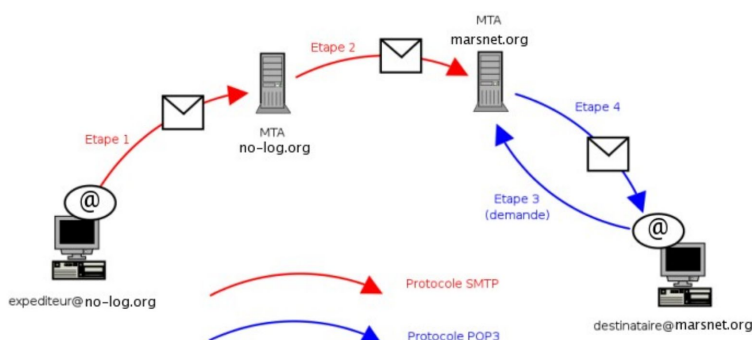 MTA
marsnet.org
Etape 2
MTA
no-log.org
Etape 1
Etape 4
Etape 3
(demande)
@
@
expediteur@no-log.org
Protocole SMTP
destinataire@marsnet.org
Protocole POP3